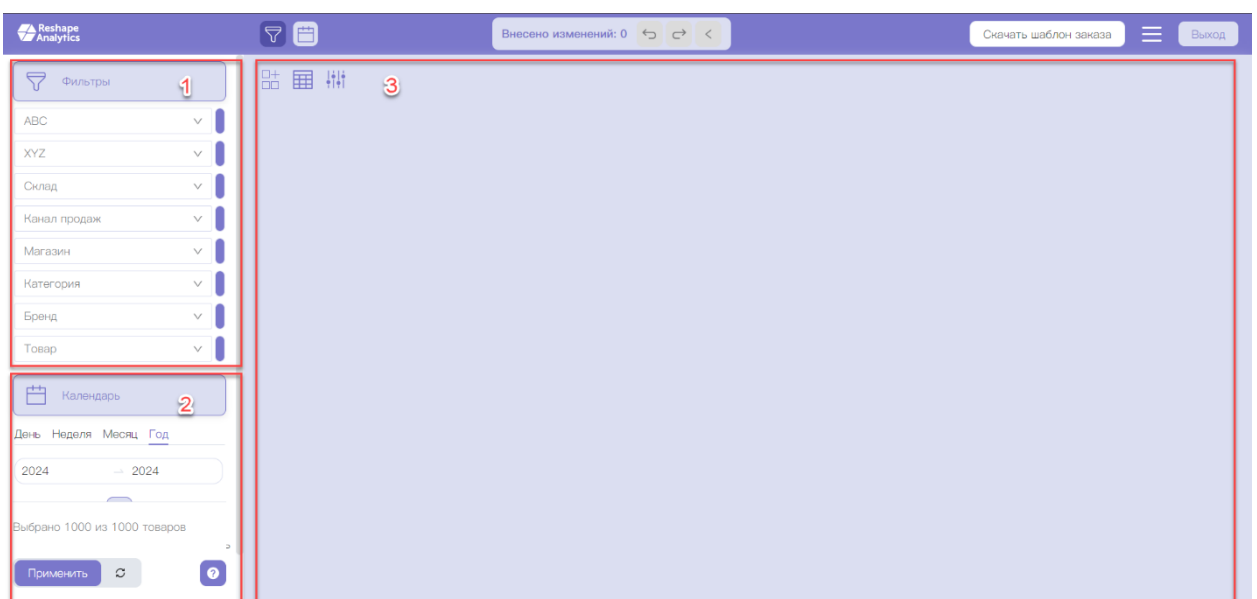 Reshape
Analytics
Внесено изменений: 0
Скачать шаблон заказа
Выход
Фильтры
1
ABC
XYZ
Склад
Канал продаж
Магазин
Категория
Бренд
Товар
Календарь
2
День Неделя Месяц Год
2024 → 2024
Выбрано 1000 из 1000 товаров
Применить
?
3